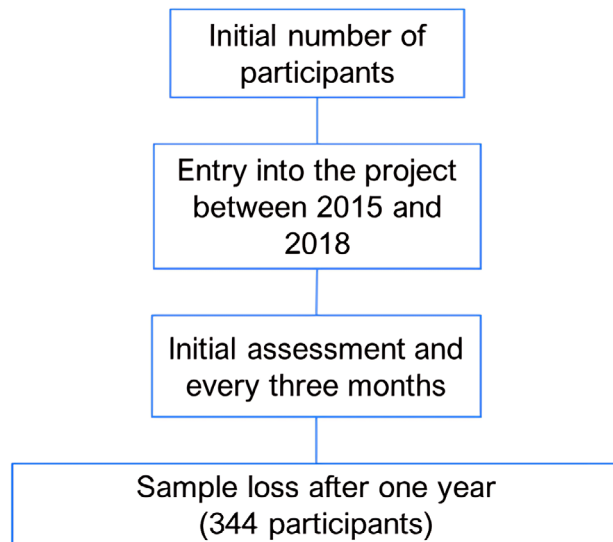 Initial number of
participants
Entry into the project
between 2015 and
2018
Initial assessment and
every three months
Sample loss after one year
(344 participants)